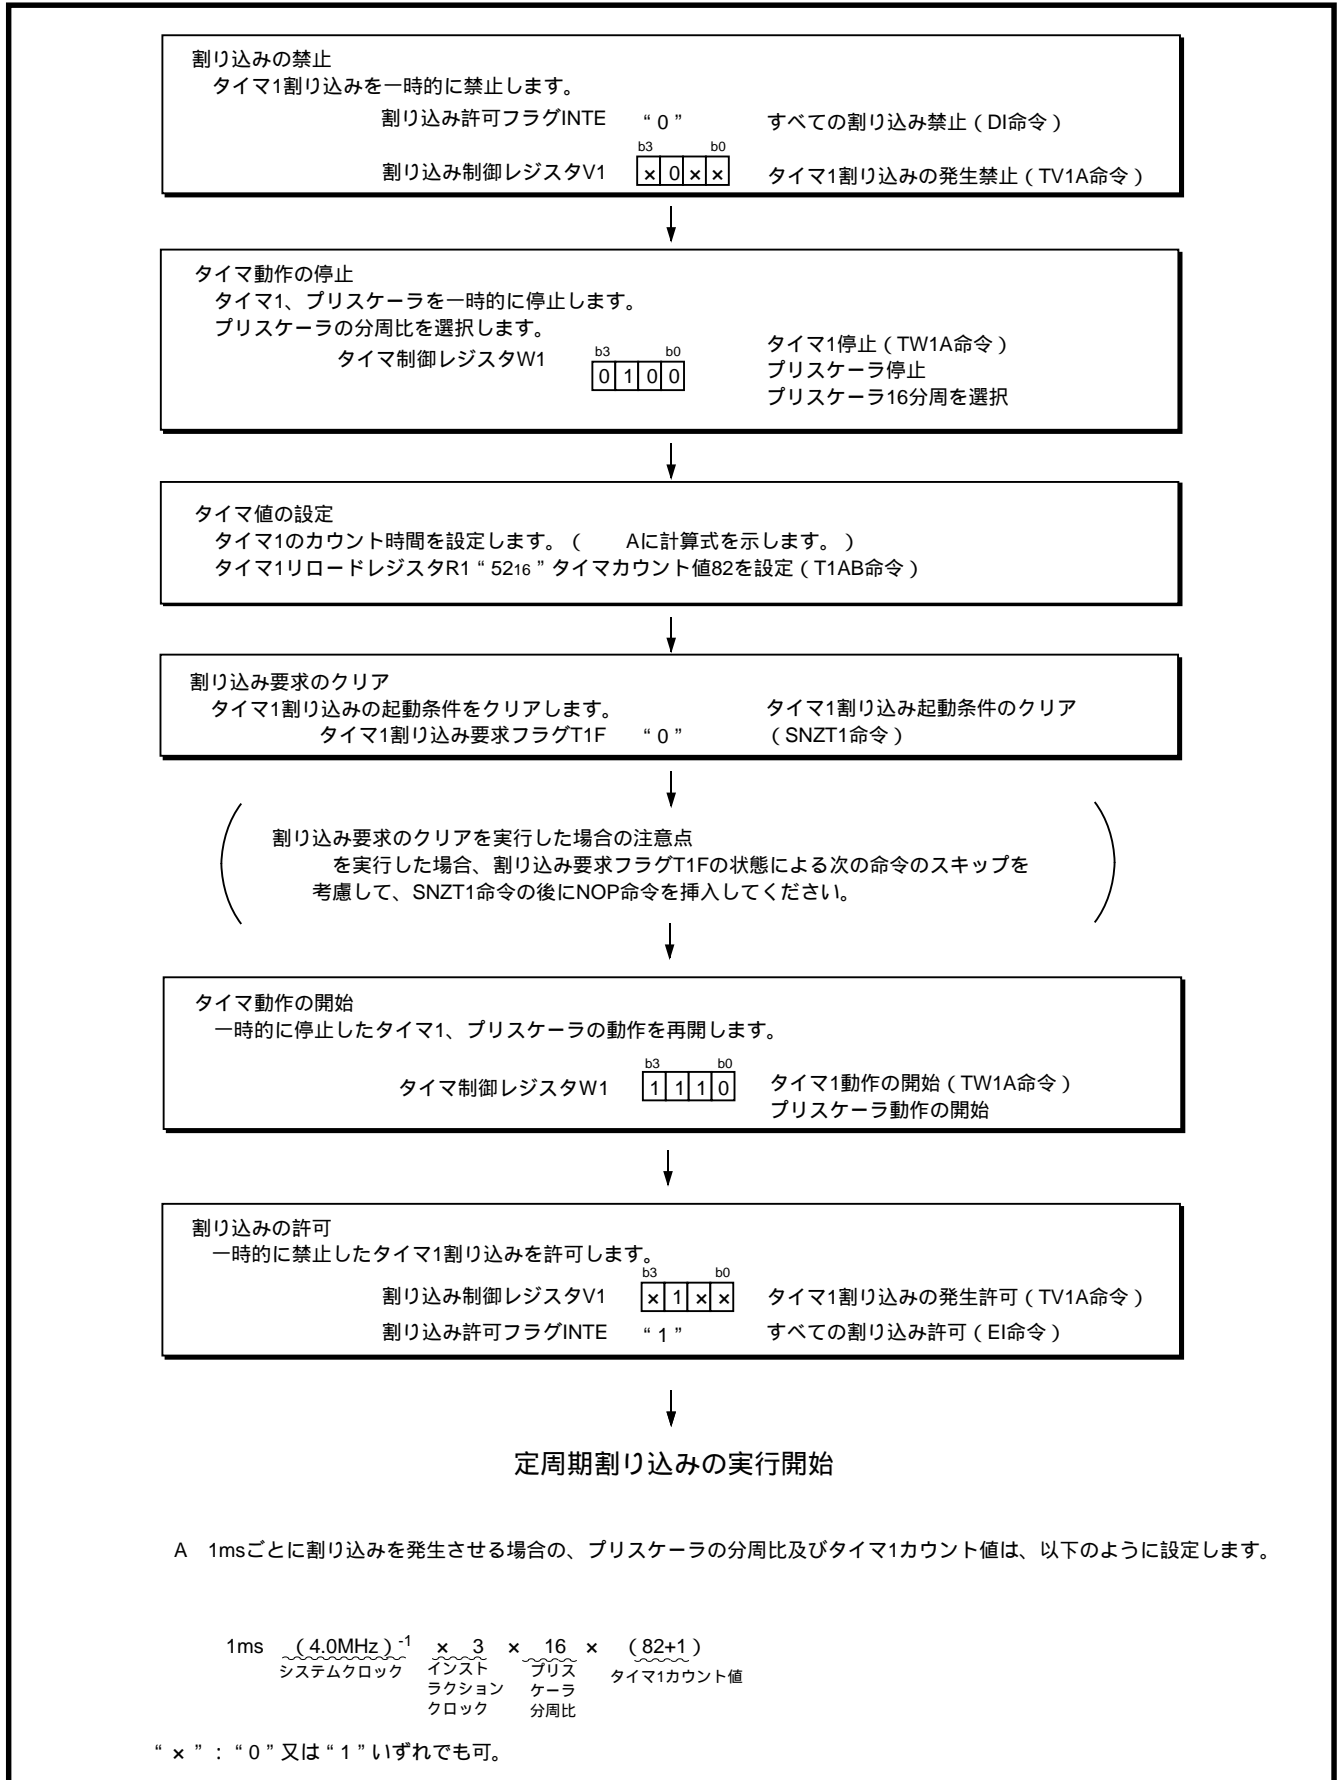 割り込みの禁止
タイマ1割り込みを一時的に禁止します。
割り込み許可フラグINTE “ 0 ” すべての割り込み禁止 ( DI命令 )
b3 b0
割り込み制御レジスタV1 × 0 × × タイマ1割り込みの発生禁止 ( TV1A命令 )
タイマ動作の停止
タイマ1、プリスケーラを一時的に停止します。
プリスケーラの分周比を選択します。
タイマ制御レジスタW1
b3 b0
0 1 0 0
タイマ1停止 ( TW1A命令 )
プリスケーラ停止
プリスケーラ16分周を選択
タイマ値の設定
タイマ1のカウント時間を設定します。 ( Aに計算式を示します。 )
タイマ1リロードレジスタR1 “ 5216 ” タイマカウント値82を設定 ( T1AB命令 )
割り込み要求のクリア
タイマ1割り込みの起動条件をクリアします。 タイマ1割り込み起動条件のクリア
タイマ1割り込み要求フラグT1F “ 0 ” ( SNZT1命令 )
割り込み要求のクリアを実行した場合の注意点
を実行した場合、割り込み要求フラグT1Fの状態による次の命令のスキップを
考慮して、SNZT1命令の後にNOP命令を挿入してください。
タイマ動作の開始
一時的に停止したタイマ1、プリスケーラの動作を再開します。
b3 b0
タイマ制御レジスタW1 1 1 1 0 タイマ1動作の開始 ( TW1A命令 )
プリスケーラ動作の開始
割り込みの許可
一時的に禁止したタイマ1割り込みを許可します。
b3 b0
割り込み制御レジスタV1 × 1 × × タイマ1割り込みの発生許可 ( TV1A命令 )
割り込み許可フラグINTE “ 1 ” すべての割り込み許可 ( EI命令 )
定周期割り込みの実行開始
A 1msごとに割り込みを発生させる場合の、プリスケーラの分周比及びタイマ1カウント値は、以下のように設定します。
1ms ( 4.0MHz ) -1 × 3 × 16 × ( 82+1 )
システムクロック インストラクションクロック プリスケーラ分周比 タイマ1カウント値
“ × ” : “ 0 ” 又は “ 1 ” いずれでも可。